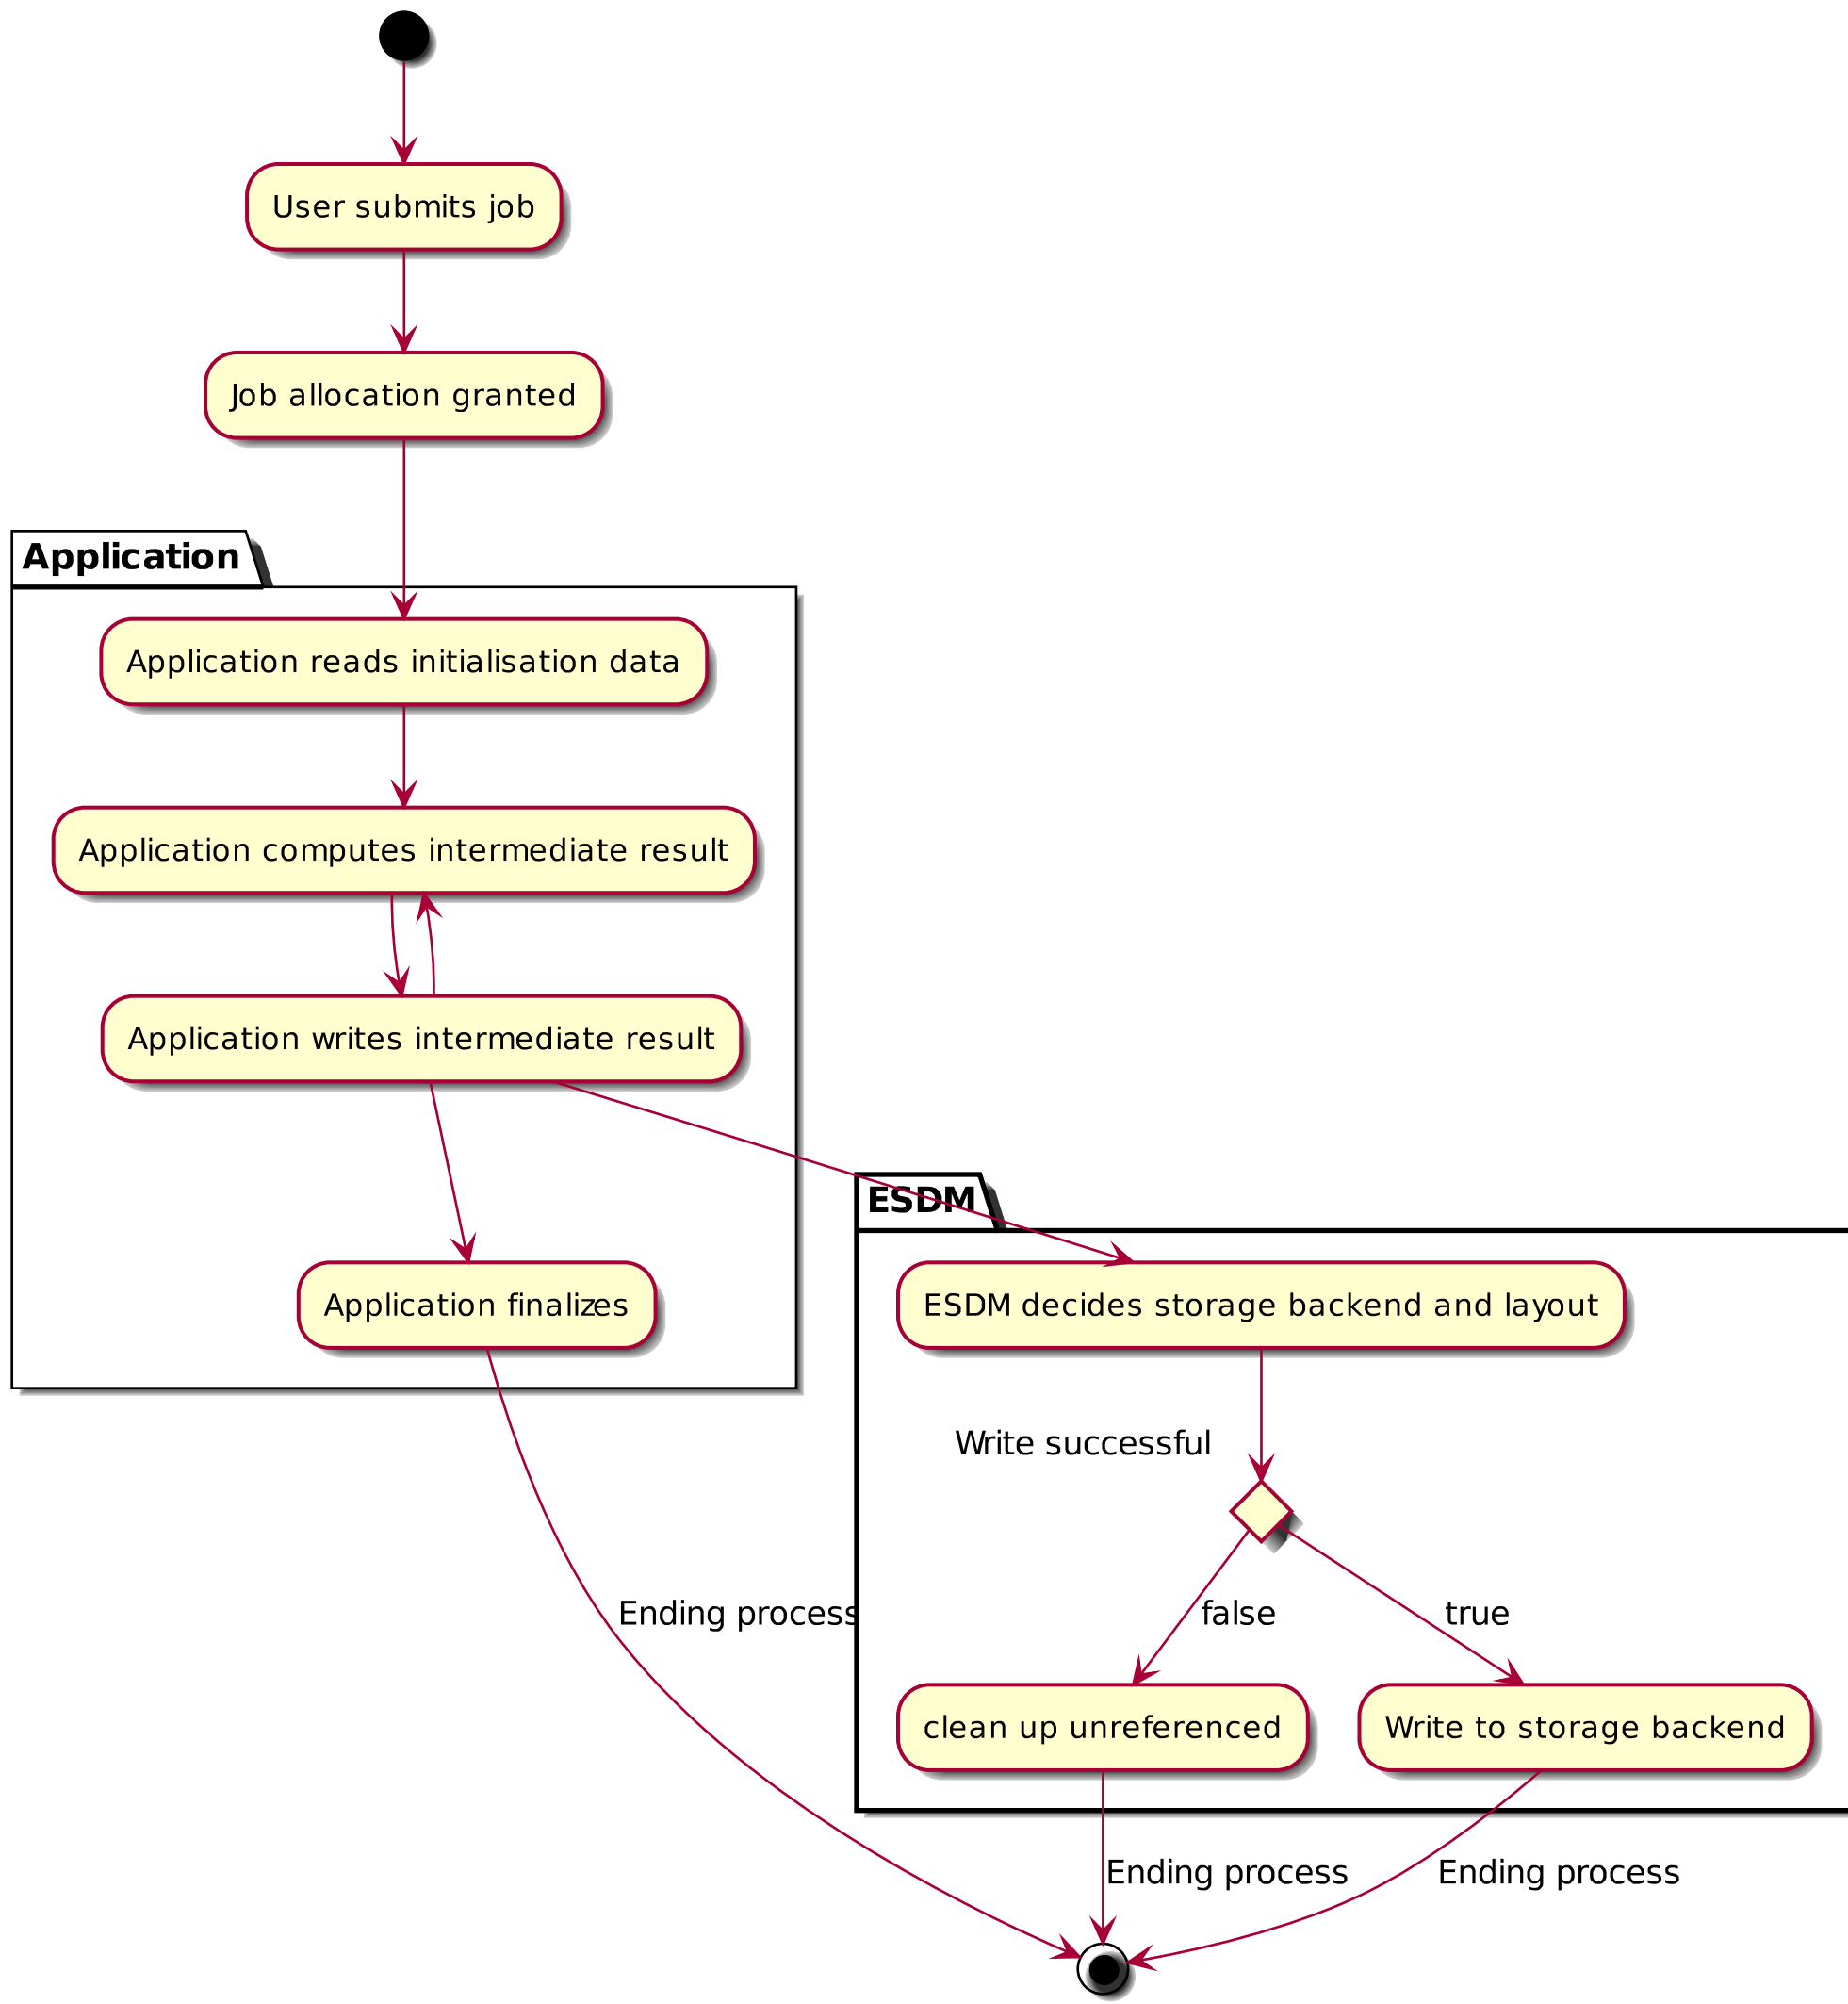 User submits job
Job allocation granted
Application
Application reads initialisation data
Application computes intermediate result
Application writes intermediate result
ESDM
Application finalizes
ESDM decides storage backend and layout
Write successful
Ending process
false
true
clean up unreferenced
Write to storage backend
Ending process
Ending process